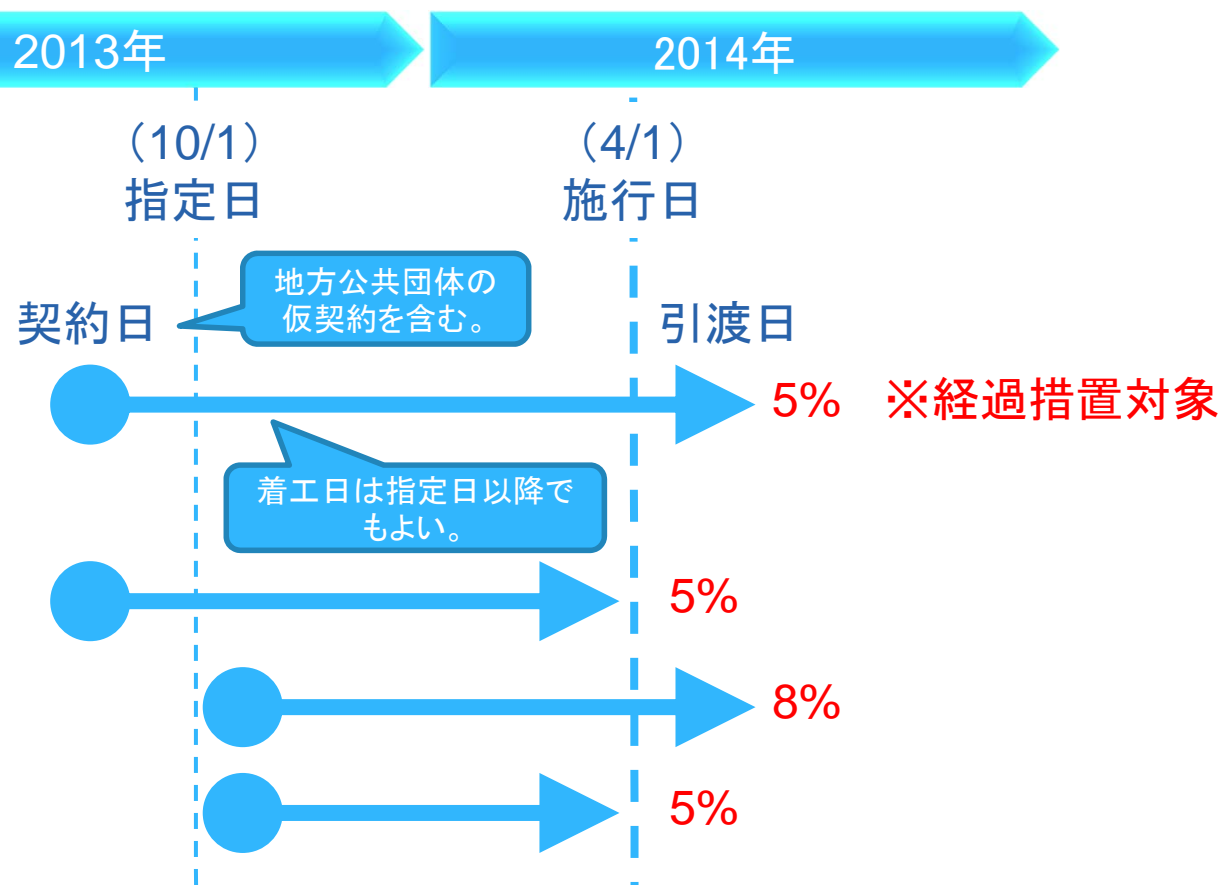 2013年
2014年
（10/1）
指定日
（4/1）
施行日
地方公共団体の
仮契約を含む。
契約日
引渡日
5%　※経過措置対象
着工日は指定日以降で
もよい。
5%
8%
5%